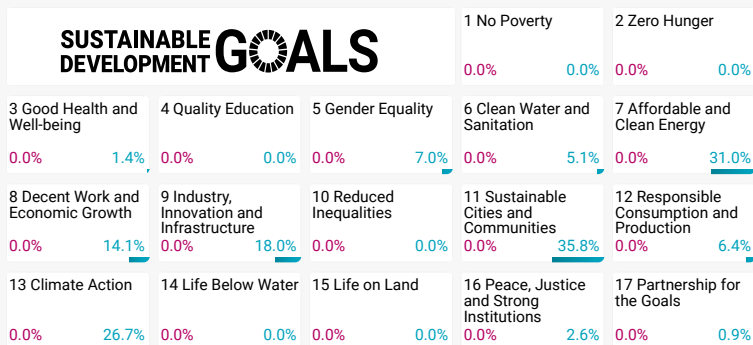 SUSTAINABLE
DEVELOPMENT
GOALS
1 No Poverty
0.0% 0.0%
2 Zero Hunger
0.0% 0.0%
3 Good Health and
Well-being
0.0% 1.4%
4 Quality Education
0.0% 0.0%
5 Gender Equality
0.0% 7.0%
6 Clean Water and
Sanitation
0.0% 5.1%
7 Affordable and
Clean Energy
0.0% 31.0%
8 Decent Work and
Economic Growth
0.0% 14.1%
9 Industry,
Innovation and
Infrastructure
0.0% 18.0%
10 Reduced
Inequalities
0.0% 0.0%
11 Sustainable
Cities and
Communities
0.0% 35.8%
12 Responsible
Consumption and
Production
0.0% 6.4%
13 Climate Action
0.0% 26.7%
14 Life Below Water
0.0% 0.0%
15 Life on Land
0.0% 0.0%
16 Peace, Justice
and Strong
Institutions
0.0% 2.6%
17 Partnership for
the Goals
0.0% 0.9%